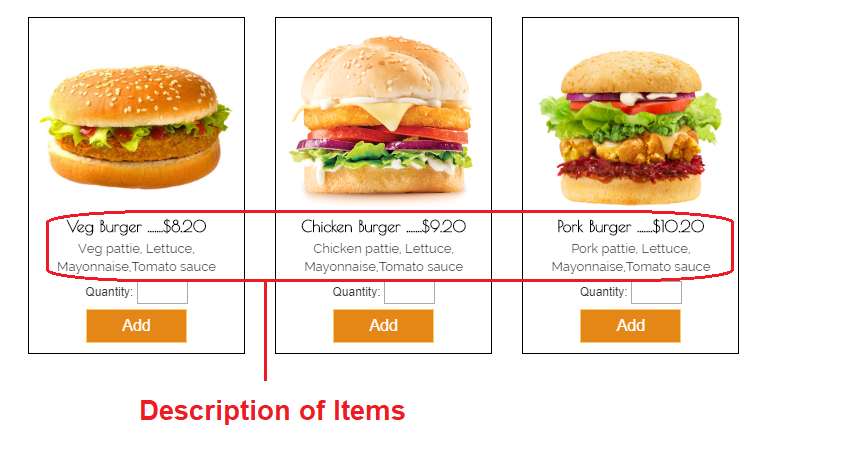 Veg Burger .......$8.20
Veg pattie, Lettuce,
Mayonnaise,Tomato sauce
Quantity:
Add
Chicken Burger .......$9.20
Chicken pattie, Lettuce,
Mayonnaise,Tomato sauce
Quantity:
Add
Pork Burger .......$10.20
Pork pattie, Lettuce,
Mayonnaise,Tomato sauce
Quantity:
Add
Description of Items